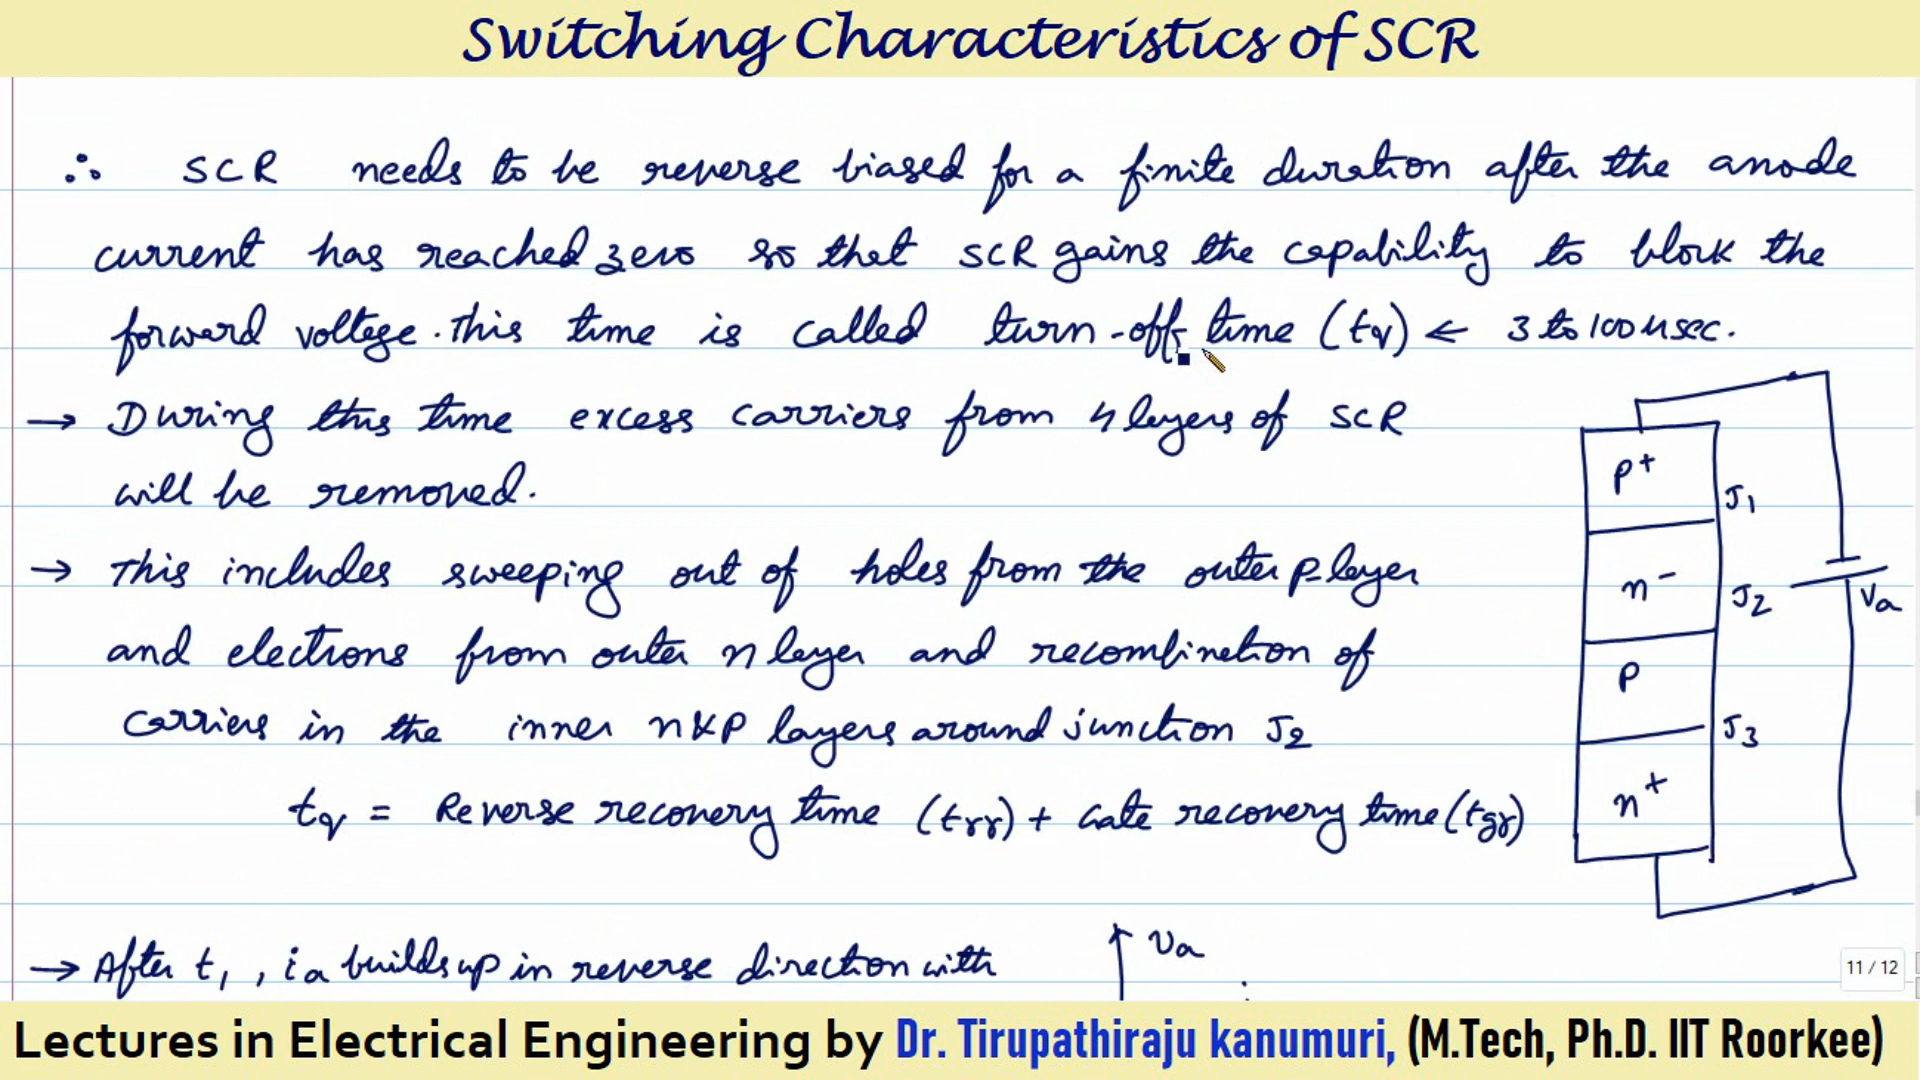 Switching Characteristics of SCR
∴ SCR needs to be reverse biased for a finite duration after the anode
current has reached zero so that SCR gains the capability to block the
forward voltage. This time is called turn-off time (tq) ← 3 to 100 μsec.
→ During this time excess carriers from 4 layers of SCR
will be removed.
→ This includes sweeping out of holes from the outer p-layer
and electrons from outer n layer and recombination of
carriers in the inner n & p layers around junction J2
tq = Reverse recovery time (trr) + Gate recovery time (tgr)
→ After t1, ia builds up in reverse direction with
p+
J1
n-
J2
Va
p
J3
n+
Va
11 / 12
Lectures in Electrical Engineering by Dr. Tirupathiraju kanumuri, (M.Tech, Ph.D. IIT Roorkee)